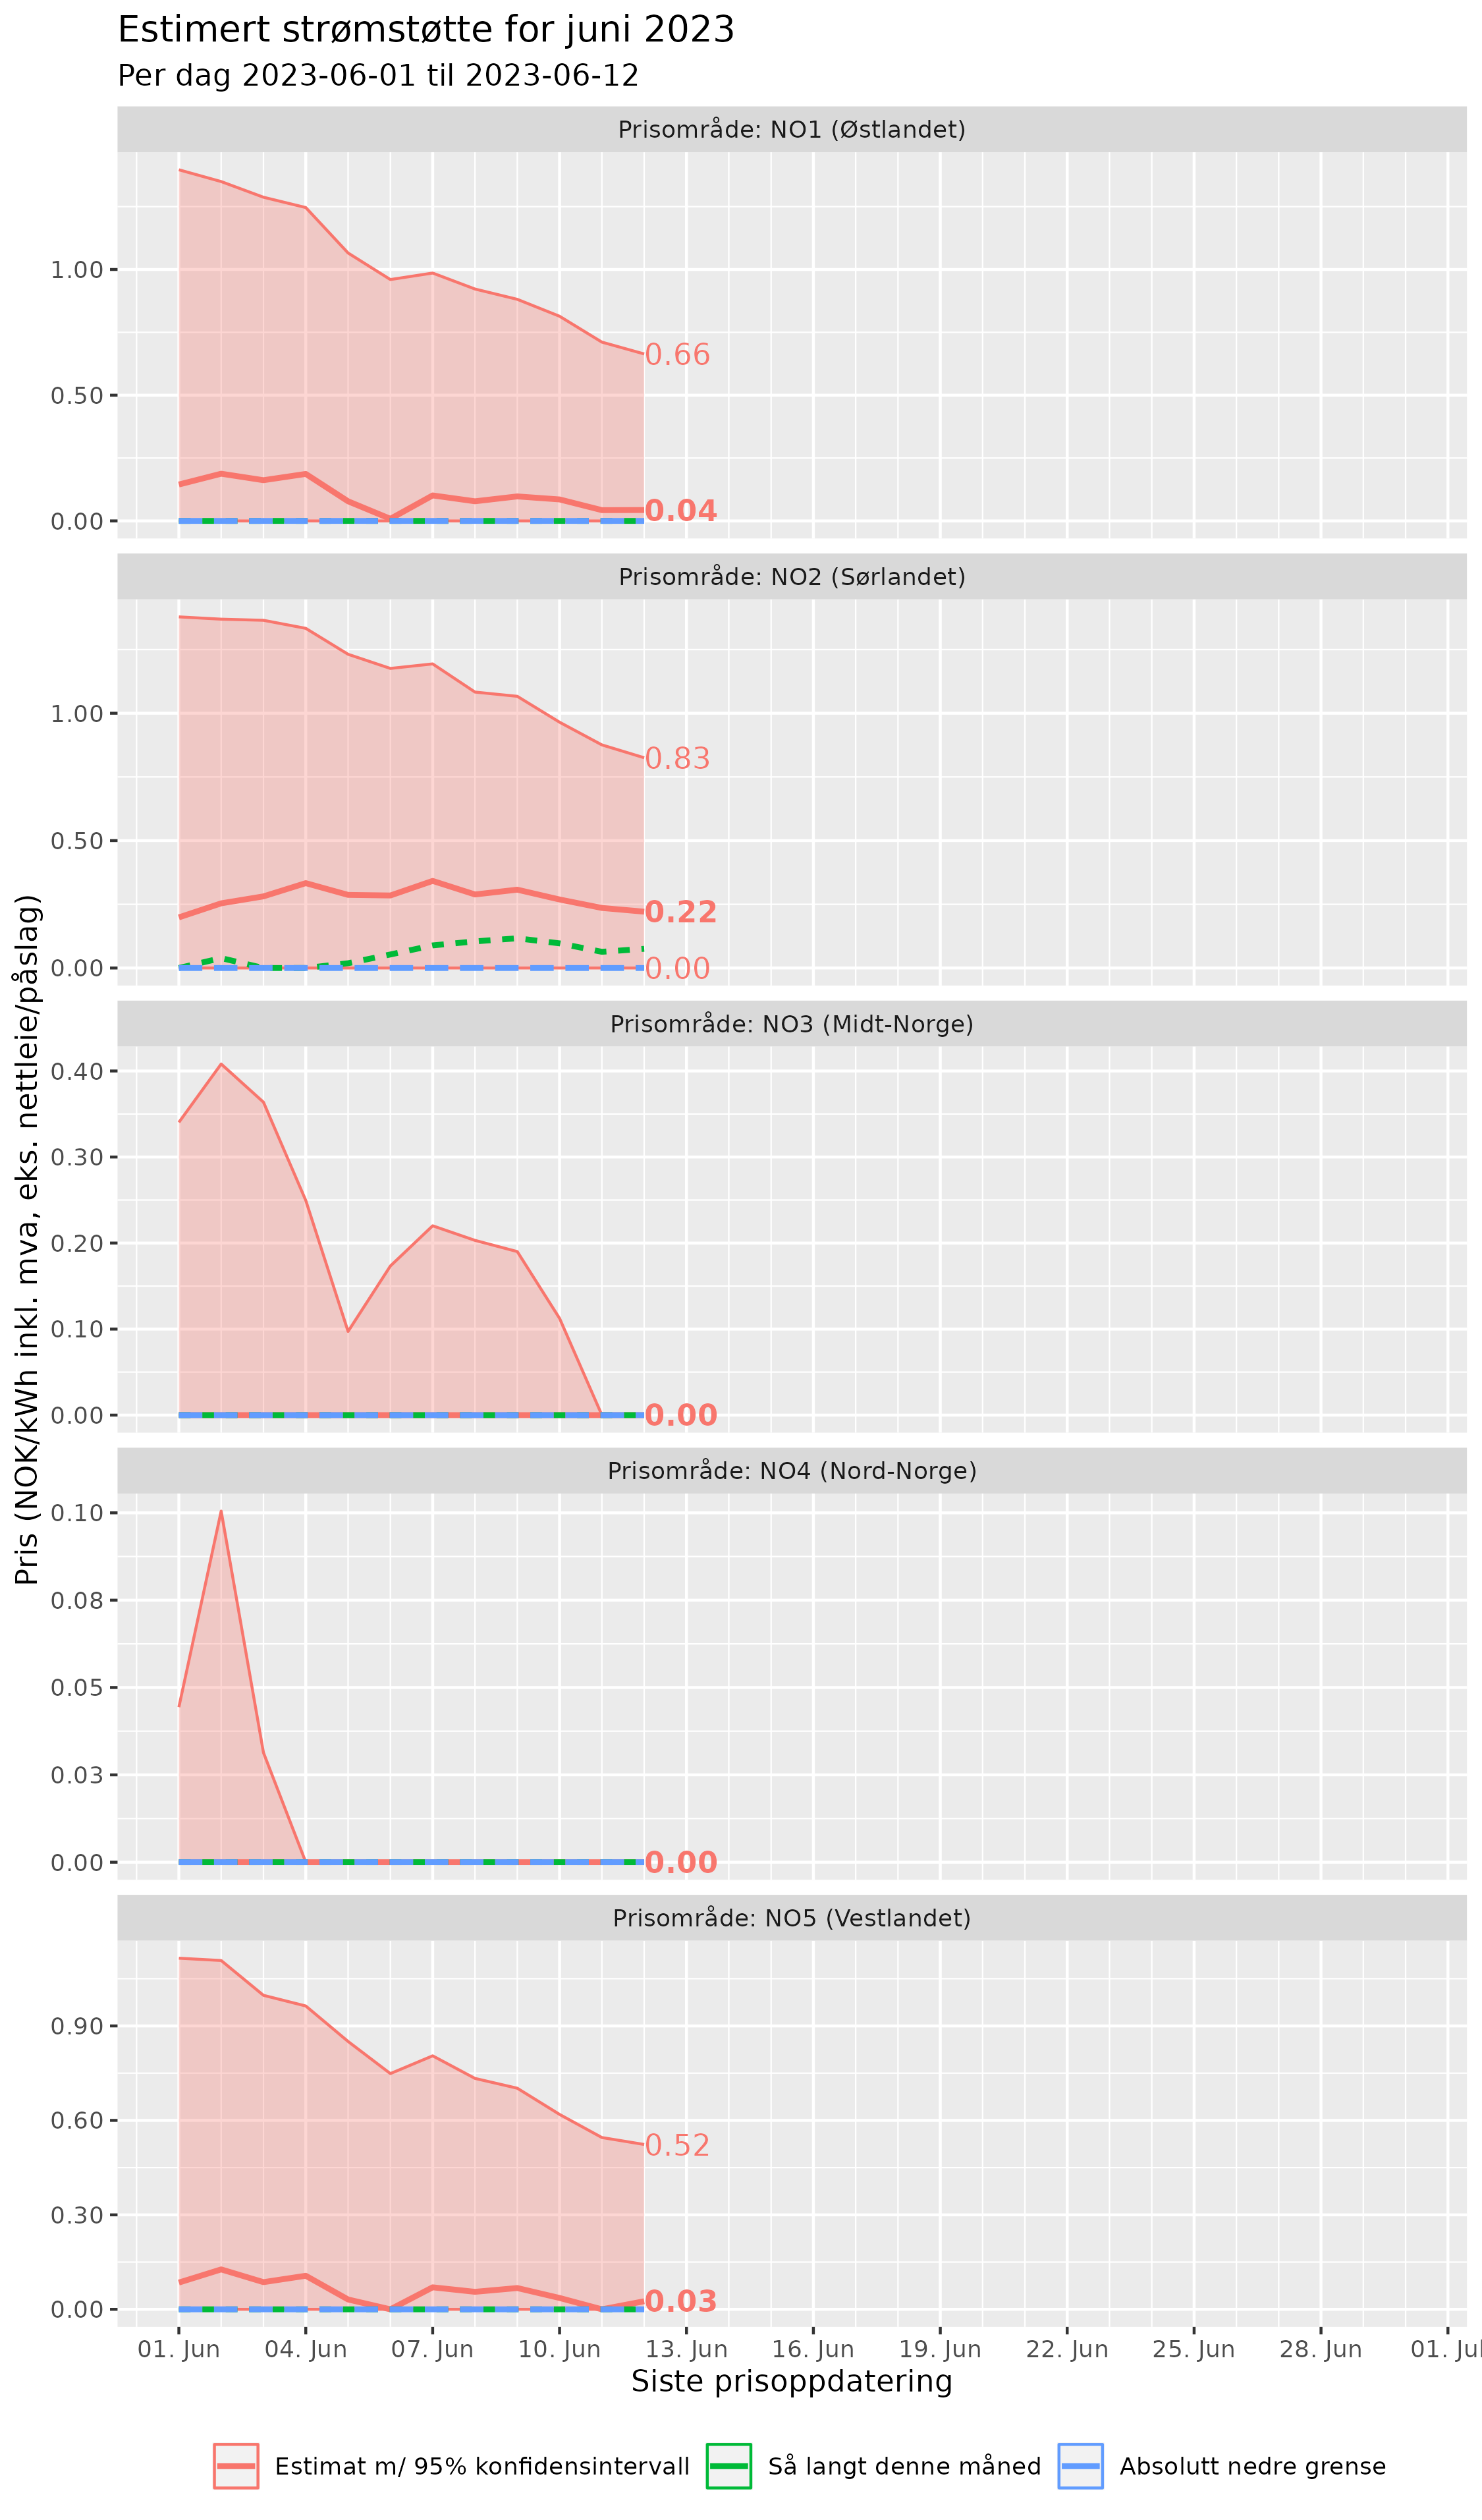 Estimert strømstøtte for juni 2023
Per dag 2023-06-01 til 2023-06-12
Pris (NOK/kWh inkl. mva, eks. nettleie/påslag)
Prisområde: NO1 (Østlandet)
1.00
0.50
0.00
0.66
0.04
Prisområde: NO2 (Sørlandet)
1.00
0.50
0.00
0.83
0.22
0.00
Prisområde: NO3 (Midt-Norge)
0.40
0.30
0.20
0.10
0.00
0.00
Prisområde: NO4 (Nord-Norge)
0.10
0.08
0.05
0.03
0.00
0.00
Prisområde: NO5 (Vestlandet)
0.90
0.60
0.30
0.00
0.52
0.03
01. Jun 04. Jun 07. Jun 10. Jun 13. Jun 16. Jun 19. Jun 22. Jun 25. Jun 28. Jun 01. Jul
Siste prisoppdatering
Estimat m/ 95% konfidensintervall Så langt denne måned Absolutt nedre grense